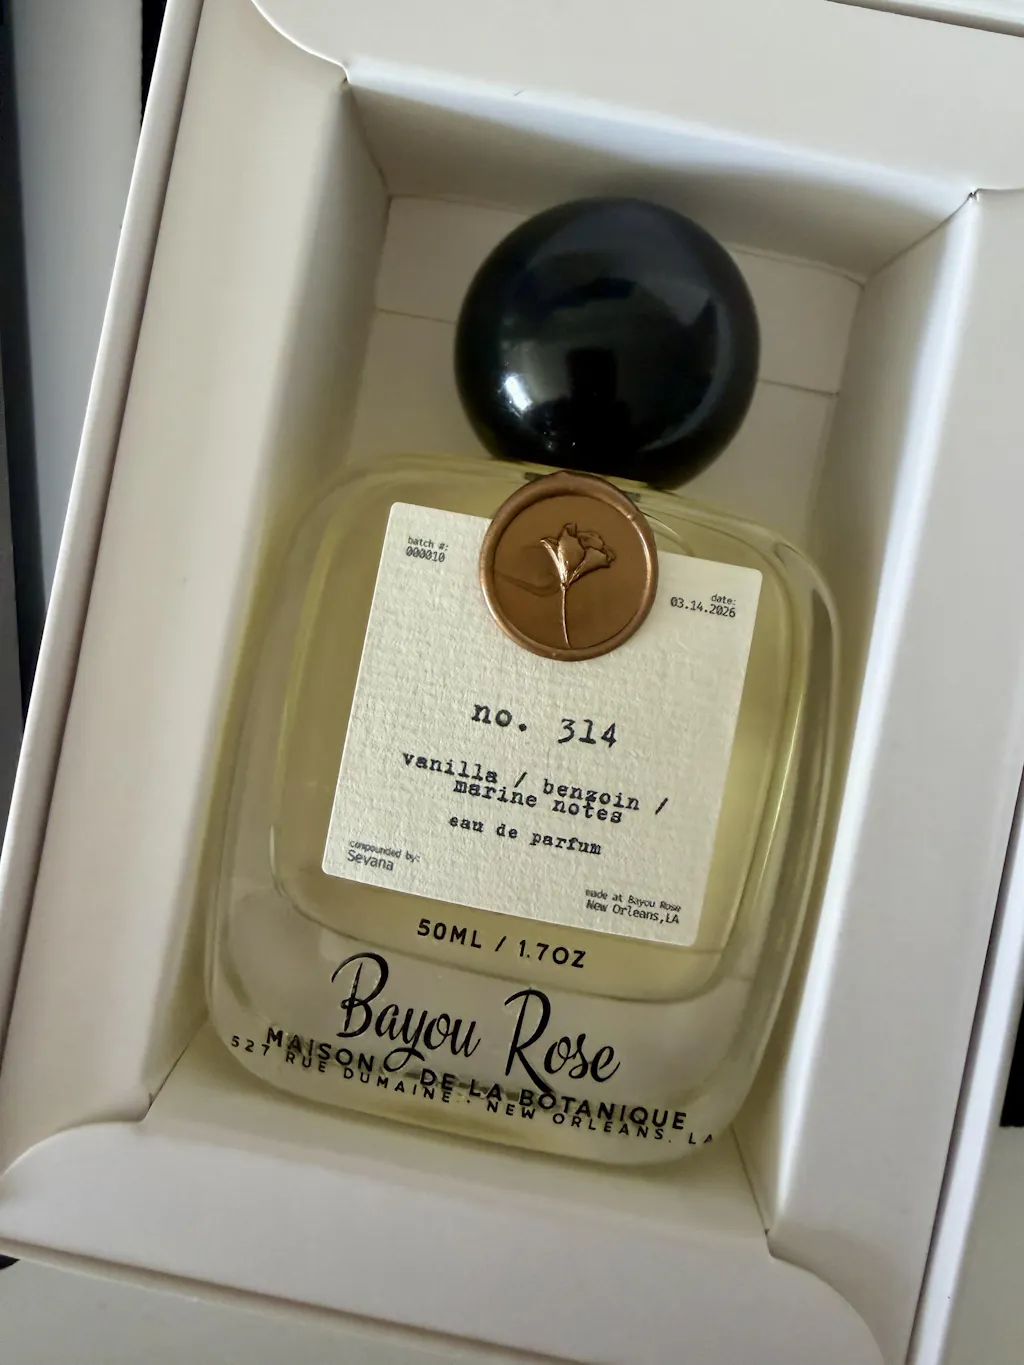 batch #:
000010
date:
03.14.2026
no. 314
vanilla / benzoin /
marine notes
eau de parfum
compounded by:
Sevana
made at Bayou Rose
New Orleans,LA
50ML / 1.7OZ
Bayou Rose
MAISON DE LA BOTANIQUE
527 RUE DUMAINE · NEW ORLEANS, LA